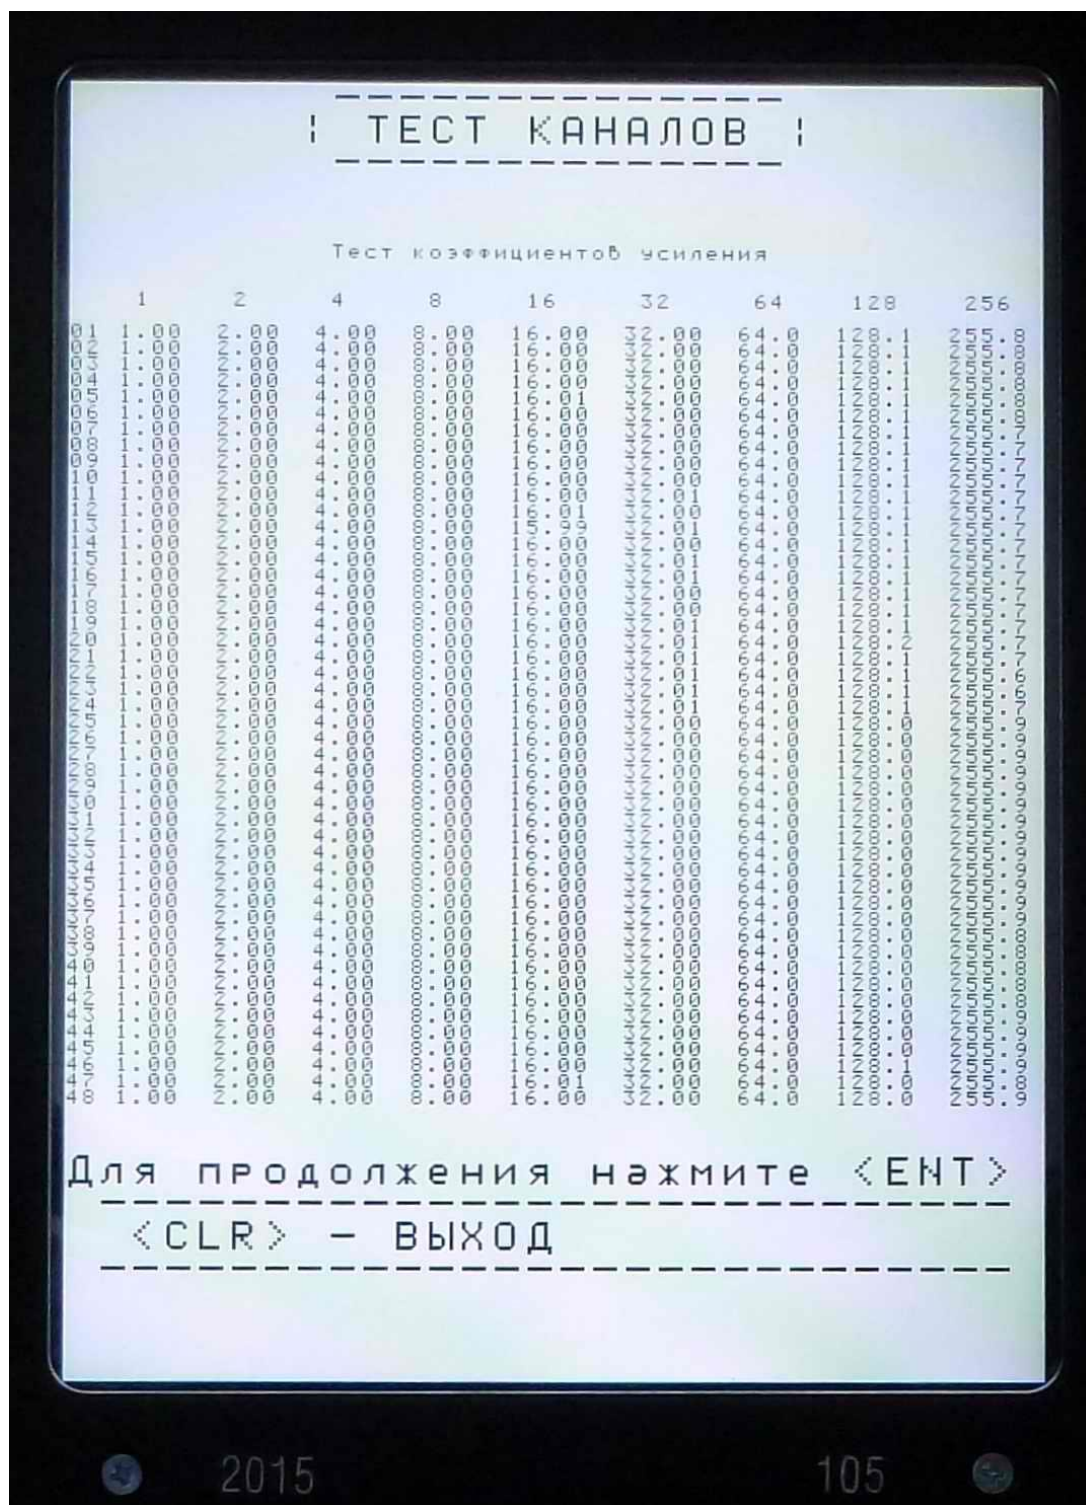 ТЕСТ КАНАЛОВ
Тест коэффициентов усиления
1 2 4 8 16 32 64 128 256
01 1.00 2.00 4.00 8.00 16.00 32.00 64.0 128.1 255.8
02 1.00 2.00 4.00 8.00 16.00 32.00 64.0 128.1 255.8
03 1.00 2.00 4.00 8.00 16.00 32.00 64.0 128.1 255.8
04 1.00 2.00 4.00 8.00 16.00 32.00 64.0 128.1 255.8
05 1.00 2.00 4.00 8.00 16.01 32.00 64.0 128.1 255.8
06 1.00 2.00 4.00 8.00 16.00 32.00 64.0 128.1 255.8
07 1.00 2.00 4.00 8.00 16.00 32.00 64.0 128.1 255.7
08 1.00 2.00 4.00 8.00 16.00 32.00 64.0 128.1 255.7
09 1.00 2.00 4.00 8.00 16.00 32.00 64.0 128.1 255.7
10 1.00 2.00 4.00 8.00 16.00 32.00 64.0 128.1 255.7
11 1.00 2.00 4.00 8.00 16.00 32.01 64.0 128.1 255.7
12 1.00 2.00 4.00 8.00 16.01 32.00 64.0 128.1 255.7
13 1.00 2.00 4.00 8.00 15.99 32.01 64.0 128.1 255.7
14 1.00 2.00 4.00 8.00 16.00 32.00 64.0 128.1 255.7
15 1.00 2.00 4.00 8.00 16.00 32.01 64.0 128.1 255.7
16 1.00 2.00 4.00 8.00 16.00 32.01 64.0 128.1 255.7
17 1.00 2.00 4.00 8.00 16.00 32.00 64.0 128.1 255.7
18 1.00 2.00 4.00 8.00 16.00 32.00 64.0 128.1 255.7
19 1.00 2.00 4.00 8.00 16.00 32.01 64.0 128.1 255.7
20 1.00 2.00 4.00 8.00 16.00 32.01 64.0 128.2 255.7
21 1.00 2.00 4.00 8.00 16.00 32.01 64.0 128.1 255.7
22 1.00 2.00 4.00 8.00 16.00 32.01 64.0 128.1 255.6
23 1.00 2.00 4.00 8.00 16.00 32.01 64.0 128.1 255.6
24 1.00 2.00 4.00 8.00 16.00 32.01 64.0 128.1 255.7
25 1.00 2.00 4.00 8.00 16.00 32.00 64.0 128.0 255.9
26 1.00 2.00 4.00 8.00 16.00 32.00 64.0 128.0 255.9
27 1.00 2.00 4.00 8.00 16.00 32.00 64.0 128.0 255.9
28 1.00 2.00 4.00 8.00 16.00 32.00 64.0 128.0 255.9
29 1.00 2.00 4.00 8.00 16.00 32.00 64.0 128.0 255.9
30 1.00 2.00 4.00 8.00 16.00 32.00 64.0 128.0 255.9
31 1.00 2.00 4.00 8.00 16.00 32.00 64.0 128.0 255.9
32 1.00 2.00 4.00 8.00 16.00 32.00 64.0 128.0 255.9
33 1.00 2.00 4.00 8.00 16.00 32.00 64.0 128.0 255.9
34 1.00 2.00 4.00 8.00 16.00 32.00 64.0 128.0 255.9
35 1.00 2.00 4.00 8.00 16.00 32.00 64.0 128.0 255.9
36 1.00 2.00 4.00 8.00 16.00 32.00 64.0 128.0 255.9
37 1.00 2.00 4.00 8.00 16.00 32.00 64.0 128.0 255.9
38 1.00 2.00 4.00 8.00 16.00 32.00 64.0 128.0 255.8
39 1.00 2.00 4.00 8.00 16.00 32.00 64.0 128.0 255.8
40 1.00 2.00 4.00 8.00 16.00 32.00 64.0 128.0 255.8
41 1.00 2.00 4.00 8.00 16.00 32.00 64.0 128.0 255.8
42 1.00 2.00 4.00 8.00 16.00 32.00 64.0 128.0 255.8
43 1.00 2.00 4.00 8.00 16.00 32.00 64.0 128.0 255.9
44 1.00 2.00 4.00 8.00 16.00 32.00 64.0 128.0 255.9
45 1.00 2.00 4.00 8.00 16.00 32.00 64.0 128.0 255.9
46 1.00 2.00 4.00 8.00 16.00 32.00 64.0 128.1 255.9
47 1.00 2.00 4.00 8.00 16.01 32.00 64.0 128.0 255.8
48 1.00 2.00 4.00 8.00 16.00 32.00 64.0 128.0 255.9
Для продолжения нажмите <ENT>
<CLR> – ВЫХОД
2015 105